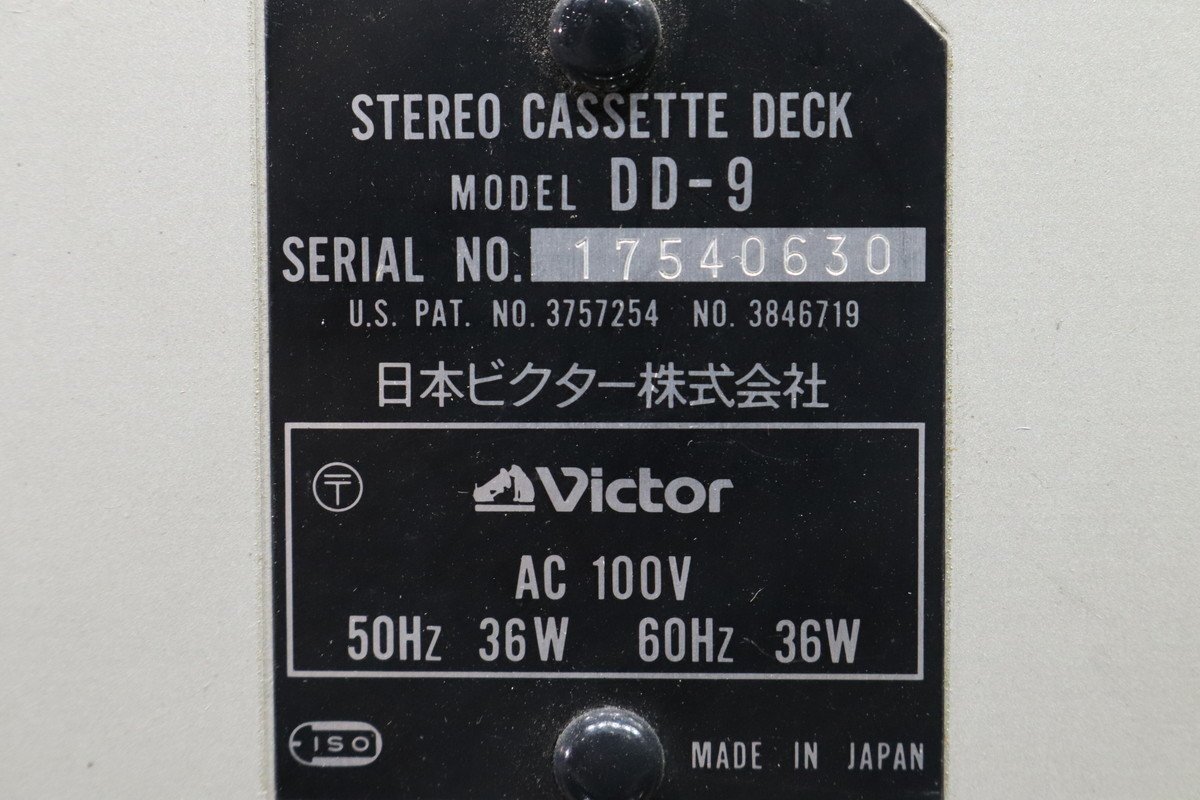 STEREO CASSETTE DECK
MODEL DD-9
SERIAL NO. 17540630
U.S. PAT. NO. 3757254 NO. 3846719
日本ビクター株式会社
〒 Victor
AC 100V
50Hz 36W 60Hz 36W
ISO MADE IN JAPAN